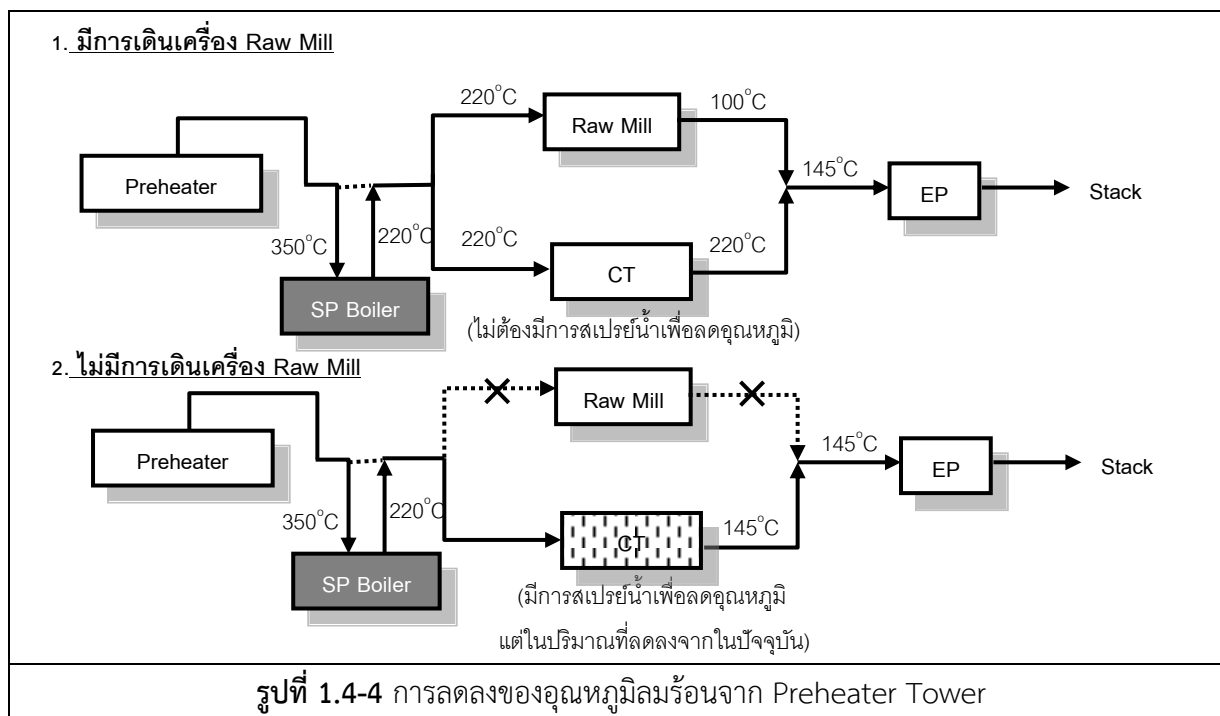 1. มีการเดินเครื่อง Raw Mill
220°C
100°C
Raw Mill
145°C
Preheater
EP
Stack
350°C
220°C
220°C
220°C
CT
SP Boiler
(ไม่ต้องมีการสเปรย์น้ำเพื่อลดอุณหภูมิ)
2. ไม่มีการเดินเครื่อง Raw Mill
Raw Mill
145°C
Preheater
EP
Stack
350°C
220°C
CT
145°C
SP Boiler
(มีการสเปรย์น้ำเพื่อลดอุณหภูมิ
แต่ในปริมาณที่ลดลงจากในปัจจุบัน)
รูปที่ 1.4-4 การลดลงของอุณหภูมิลมร้อนจาก Preheater Tower